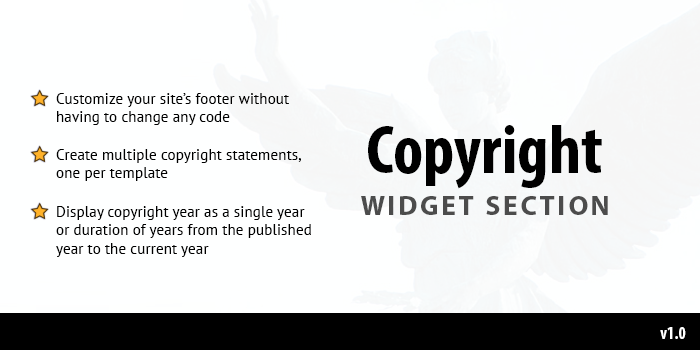 Customize your site's footer without
having to change any code
Create multiple copyright statements,
one per template
Display copyright year as a single year
or duration of years from the published
year to the current year
Copyright
WIDGET SECTION
v1.0